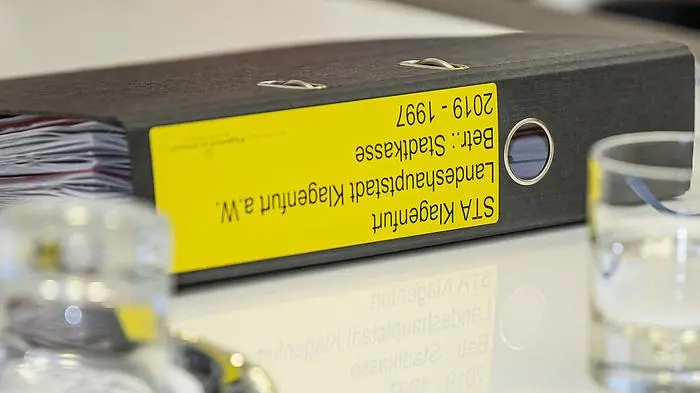 STA Klagenfurt
Landeshauptstadt Klagenfurt a.W.
Betr.: Stadtkasse
2019 - 1997